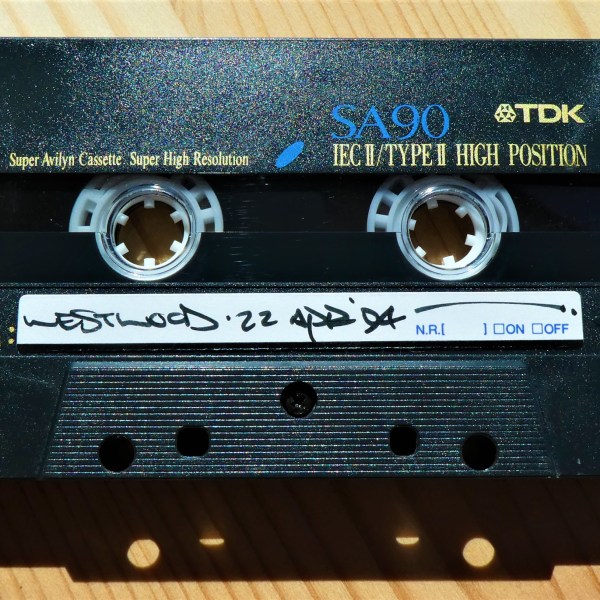 SA90 TDK
Super Avilyn Cassette Super High Resolution IEC II/TYPE II HIGH POSITION
WESTWOOD · 22 APR '94 N.R.[ ] □ON □OFF